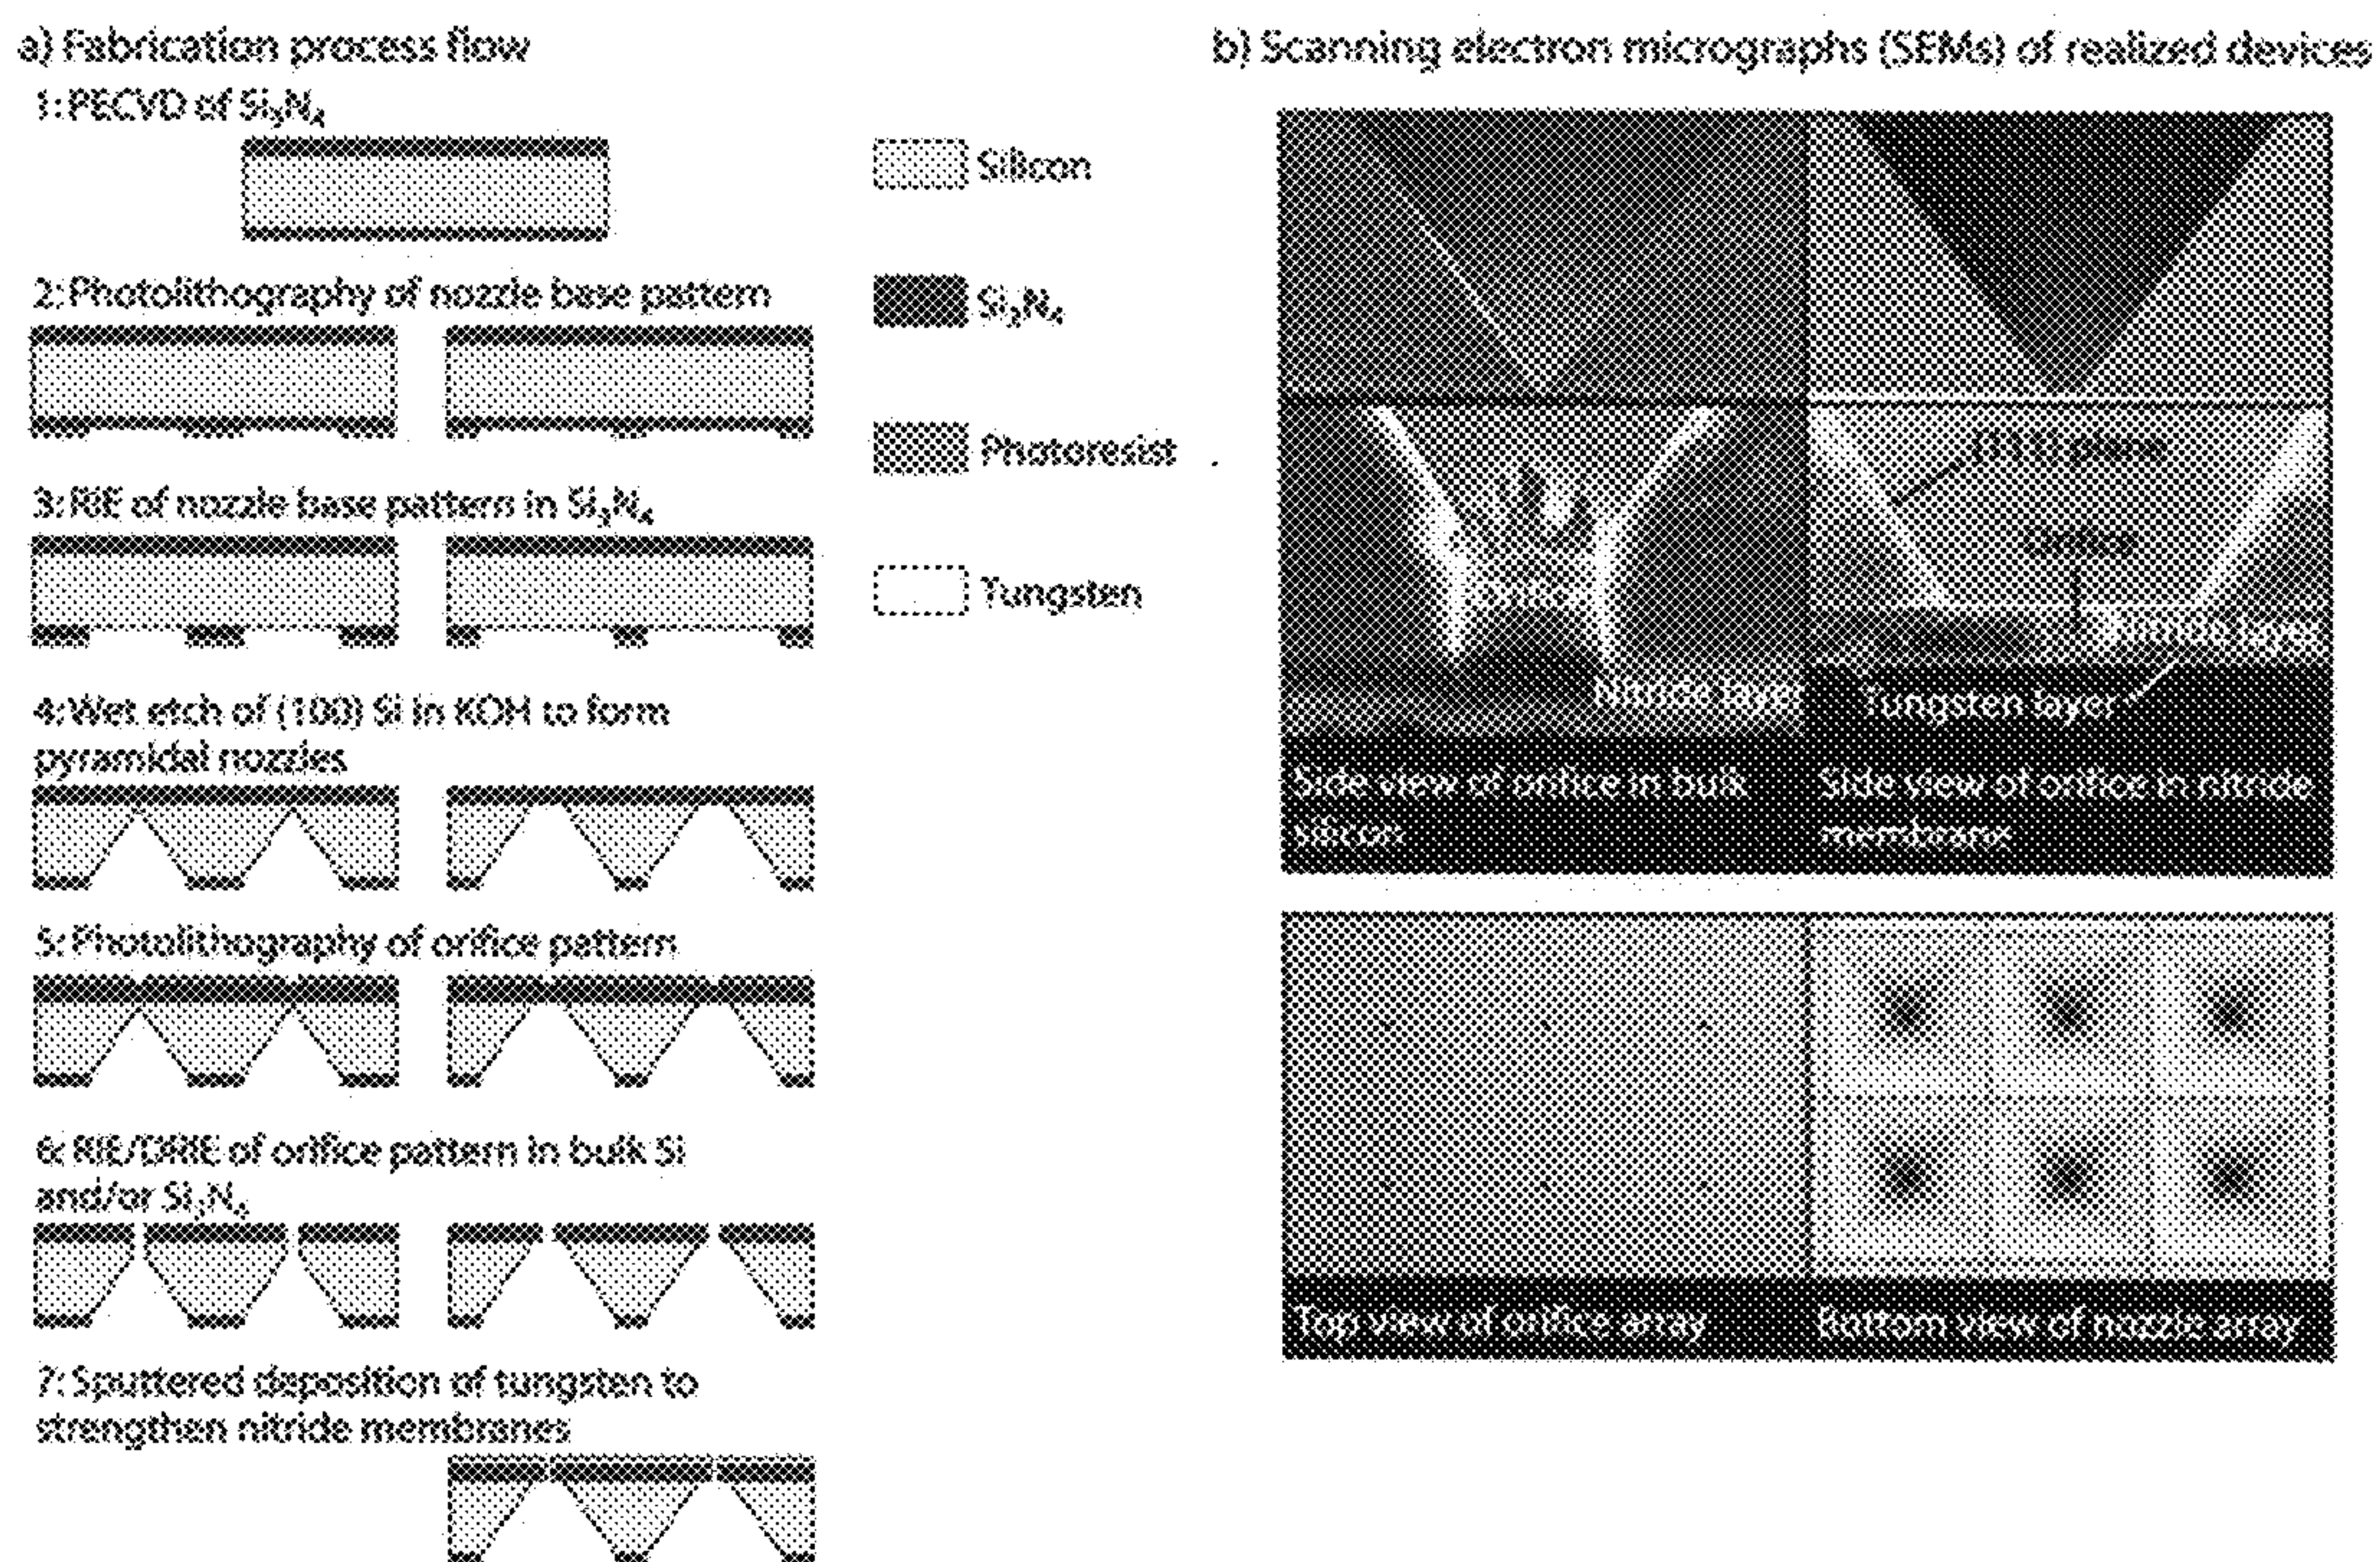 a) Fabrication process flow
1: PECVD of Si₃N₄
2: Photolithography of nozzle base pattern
3: RIE of nozzle base pattern in Si₃N₄
4: Wet etch of (100) Si in KOH to form
pyramidal nozzles
5: Photolithography of orifice pattern
6: RIE/DRIE of orifice pattern in bulk Si
and/or Si₃N₄
7: Sputtered deposition of tungsten to
strengthen nitride membranes
Silicon
Si₃N₄
Photoresist
Tungsten
b) Scanning electron micrographs (SEMs) of realized devices
(111) plane
Orifice
Orifice
Nitride layer
Nitride layer
Tungsten layer
Side view of orifice in bulk
silicon
Side view of orifice in nitride
membrane
Top view of orifice array
Bottom view of nozzle array